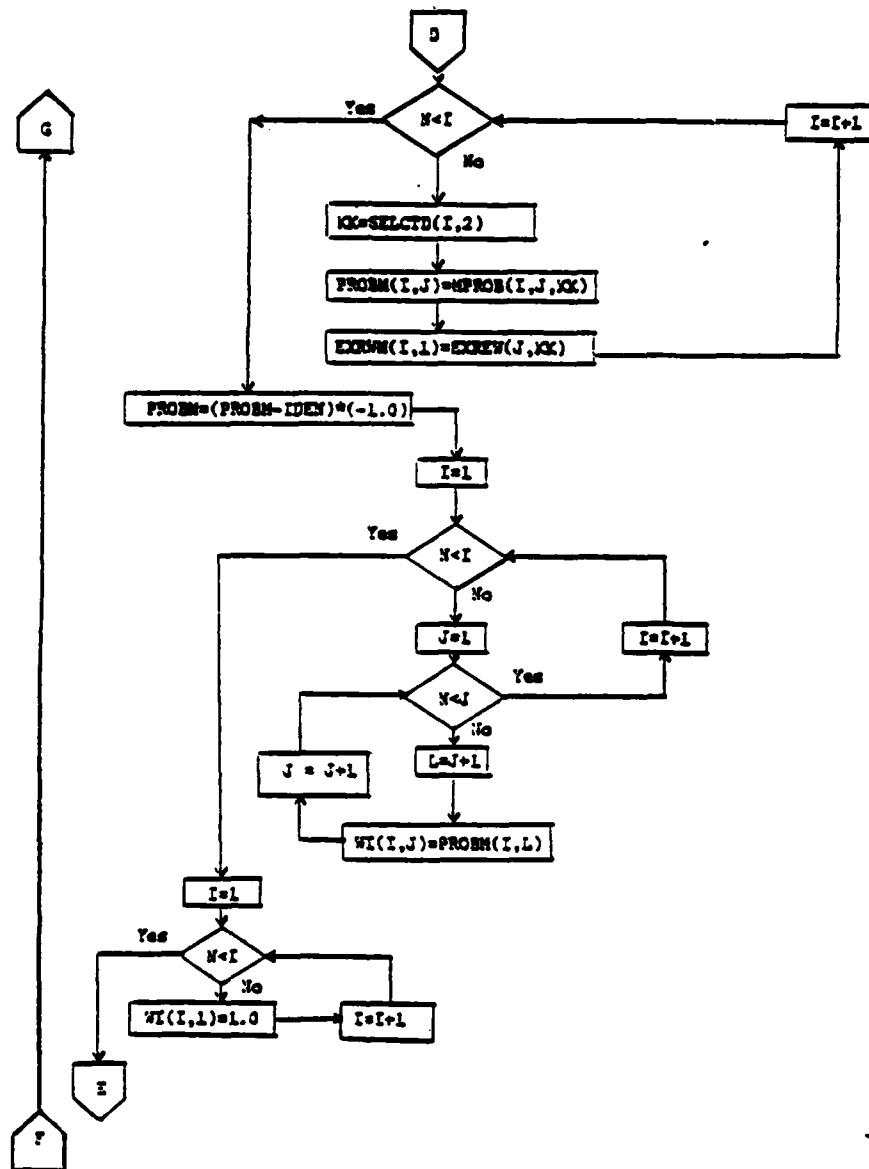 D
G
Yes
N<I
I=I+1
No
KK=SELCTD(I,2)
PROBM(I,J)=MPROB(I,J,KK)
EXRWM(I,1)=EXREW(J,KK)
PROBM=(PROBM-IDEN)*(-1.0)
I=1
Yes
N<I
No
J=1
I=I+1
N<J
Yes
No
J = J+1
L=J+1
WI(I,J)=PROBM(I,L)
I=1
Yes
N<I
No
WI(I,1)=1.0
I=I+1
E
F